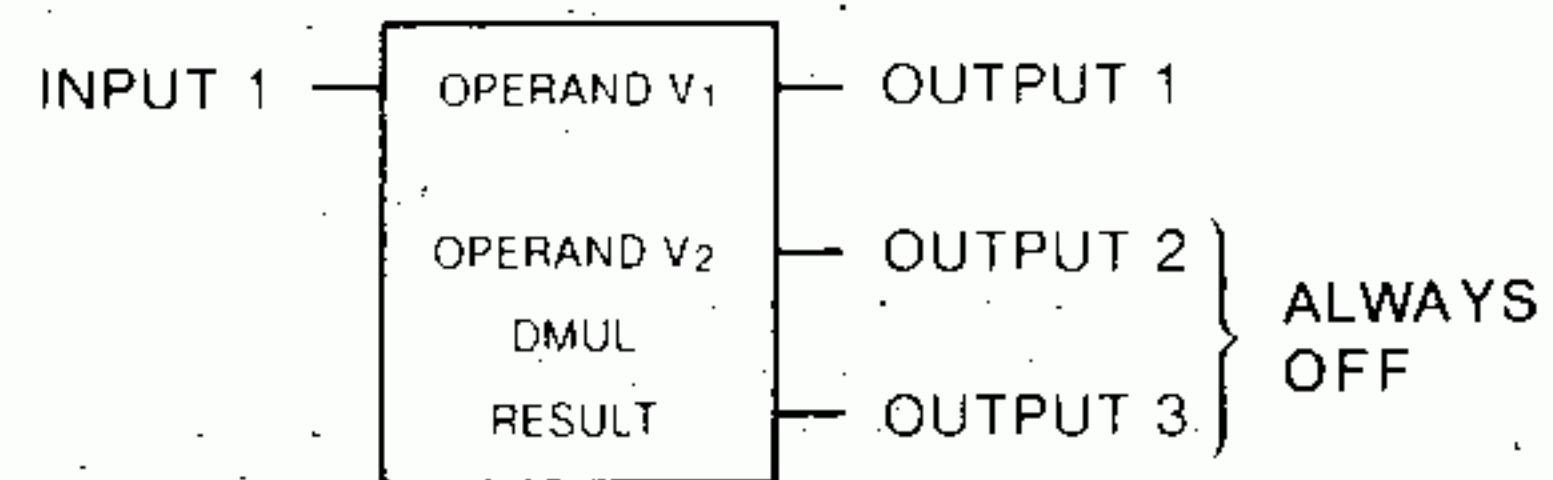 INPUT 1 OPERAND V1 OUTPUT 1
OPERAND V2 OUTPUT 2
ALWAYS
DMUL
OFF
RESULT OUTPUT 3